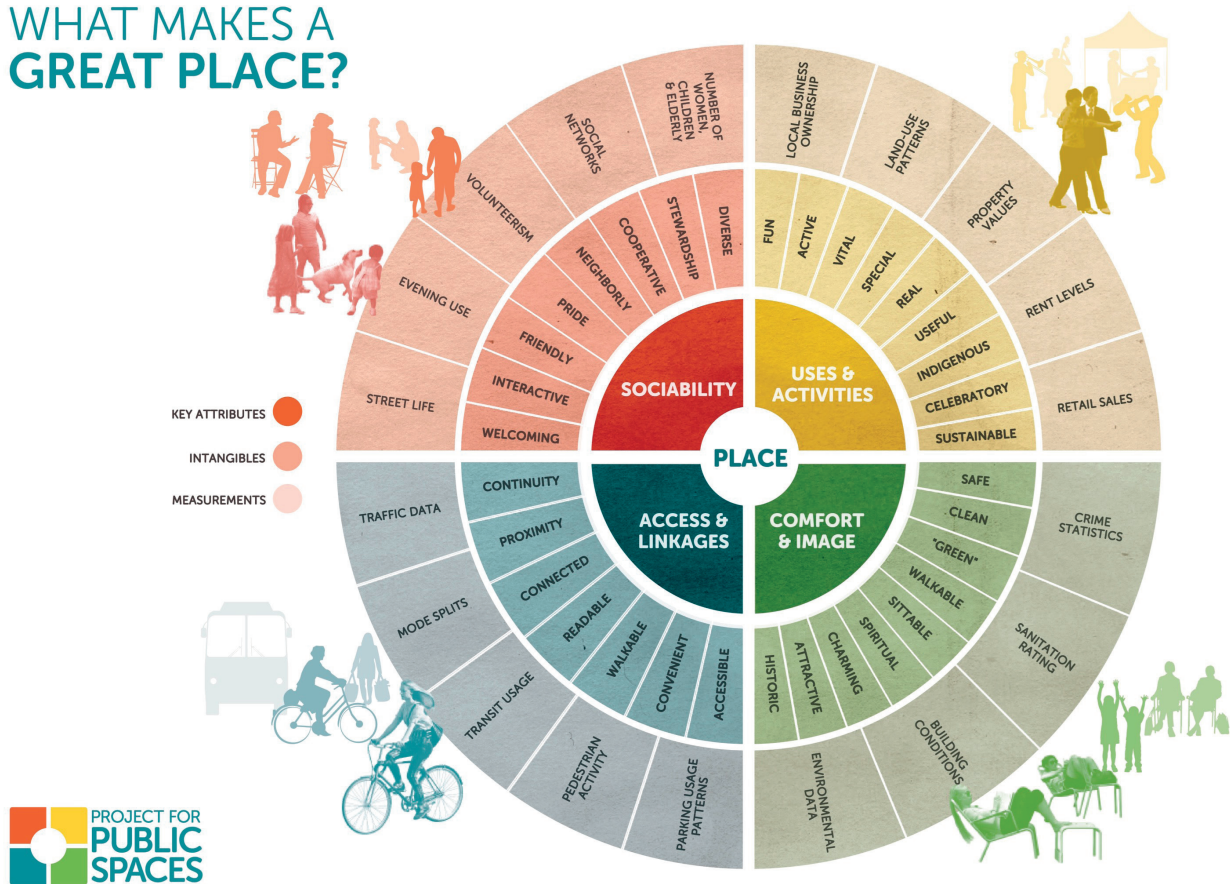 WHAT MAKES A
GREAT PLACE?
NUMBER OF
WOMEN,
CHILDREN
& ELDERLY
SOCIAL
NETWORKS
VOLUNTEERISM
EVENING USE
STREET LIFE
LOCAL BUSINESS
OWNERSHIP
LAND-USE
PATTERNS
PROPERTY
VALUES
RENT LEVELS
RETAIL SALES
DIVERSE
STEWARDSHIP
COOPERATIVE
NEIGHBORLY
PRIDE
FRIENDLY
INTERACTIVE
WELCOMING
FUN
ACTIVE
VITAL
SPECIAL
REAL
USEFUL
INDIGENOUS
CELEBRATORY
SUSTAINABLE
SOCIABILITY
USES &
ACTIVITIES
PLACE
ACCESS &
LINKAGES
COMFORT
& IMAGE
KEY ATTRIBUTES
INTANGIBLES
MEASUREMENTS
CONTINUITY
PROXIMITY
CONNECTED
READABLE
WALKABLE
CONVENIENT
ACCESSIBLE
SAFE
CLEAN
"GREEN"
WALKABLE
SITTABLE
SPIRITUAL
CHARMING
ATTRACTIVE
HISTORIC
TRAFFIC DATA
MODE SPLITS
TRANSIT USAGE
PEDESTRIAN
ACTIVITY
PARKING USAGE
PATTERNS
CRIME
STATISTICS
SANITATION
RATING
BUILDING
CONDITIONS
ENVIRONMENTAL
DATA
PROJECT FOR
PUBLIC
SPACES